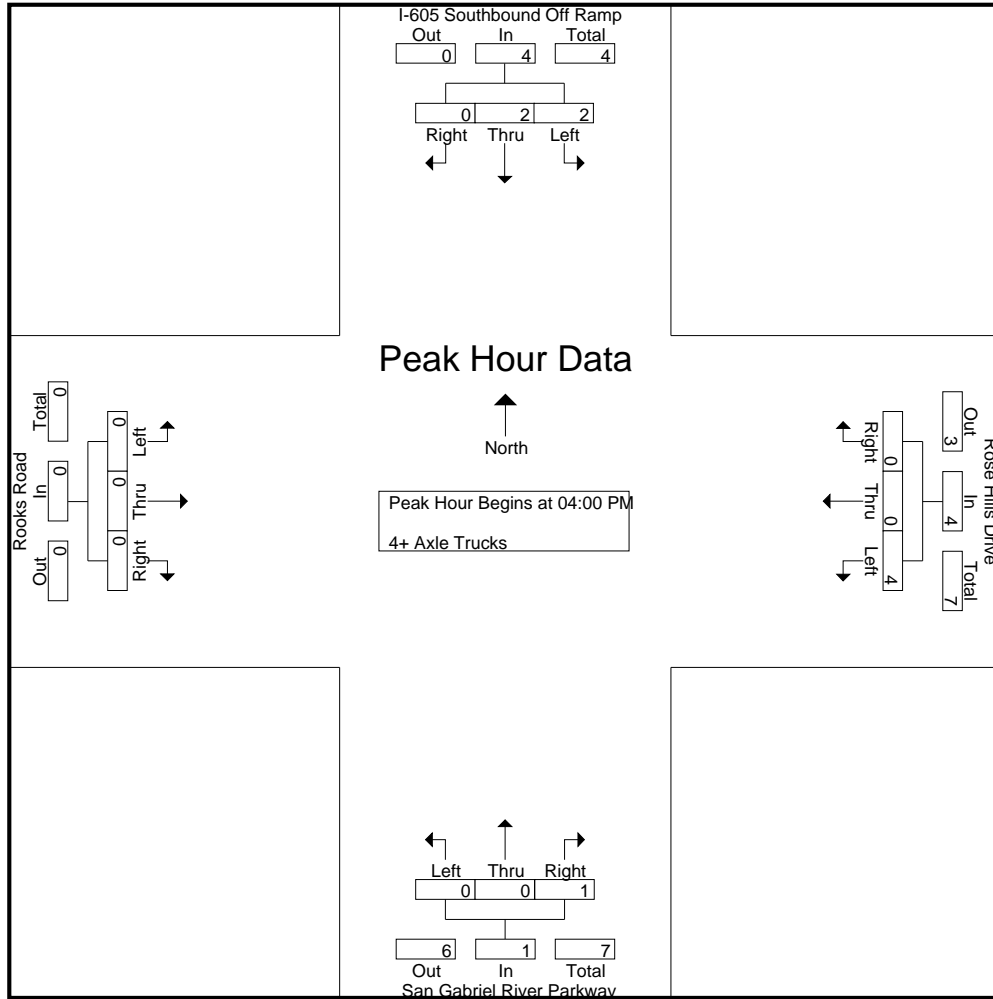 I-605 Southbound Off Ramp
Out In Total
0 4 4
0 2 2
Right Thru Left
Peak Hour Data
North
Peak Hour Begins at 04:00 PM
4+ Axle Trucks
Rooks Road
Total In Out
0 0 0
0 0 0
Left Thru Right
Rose Hills Drive
Out In Total
3 4 7
0 0 4
Right Thru Left
Left Thru Right
0 0 1
6 1 7
Out In Total
San Gabriel River Parkway